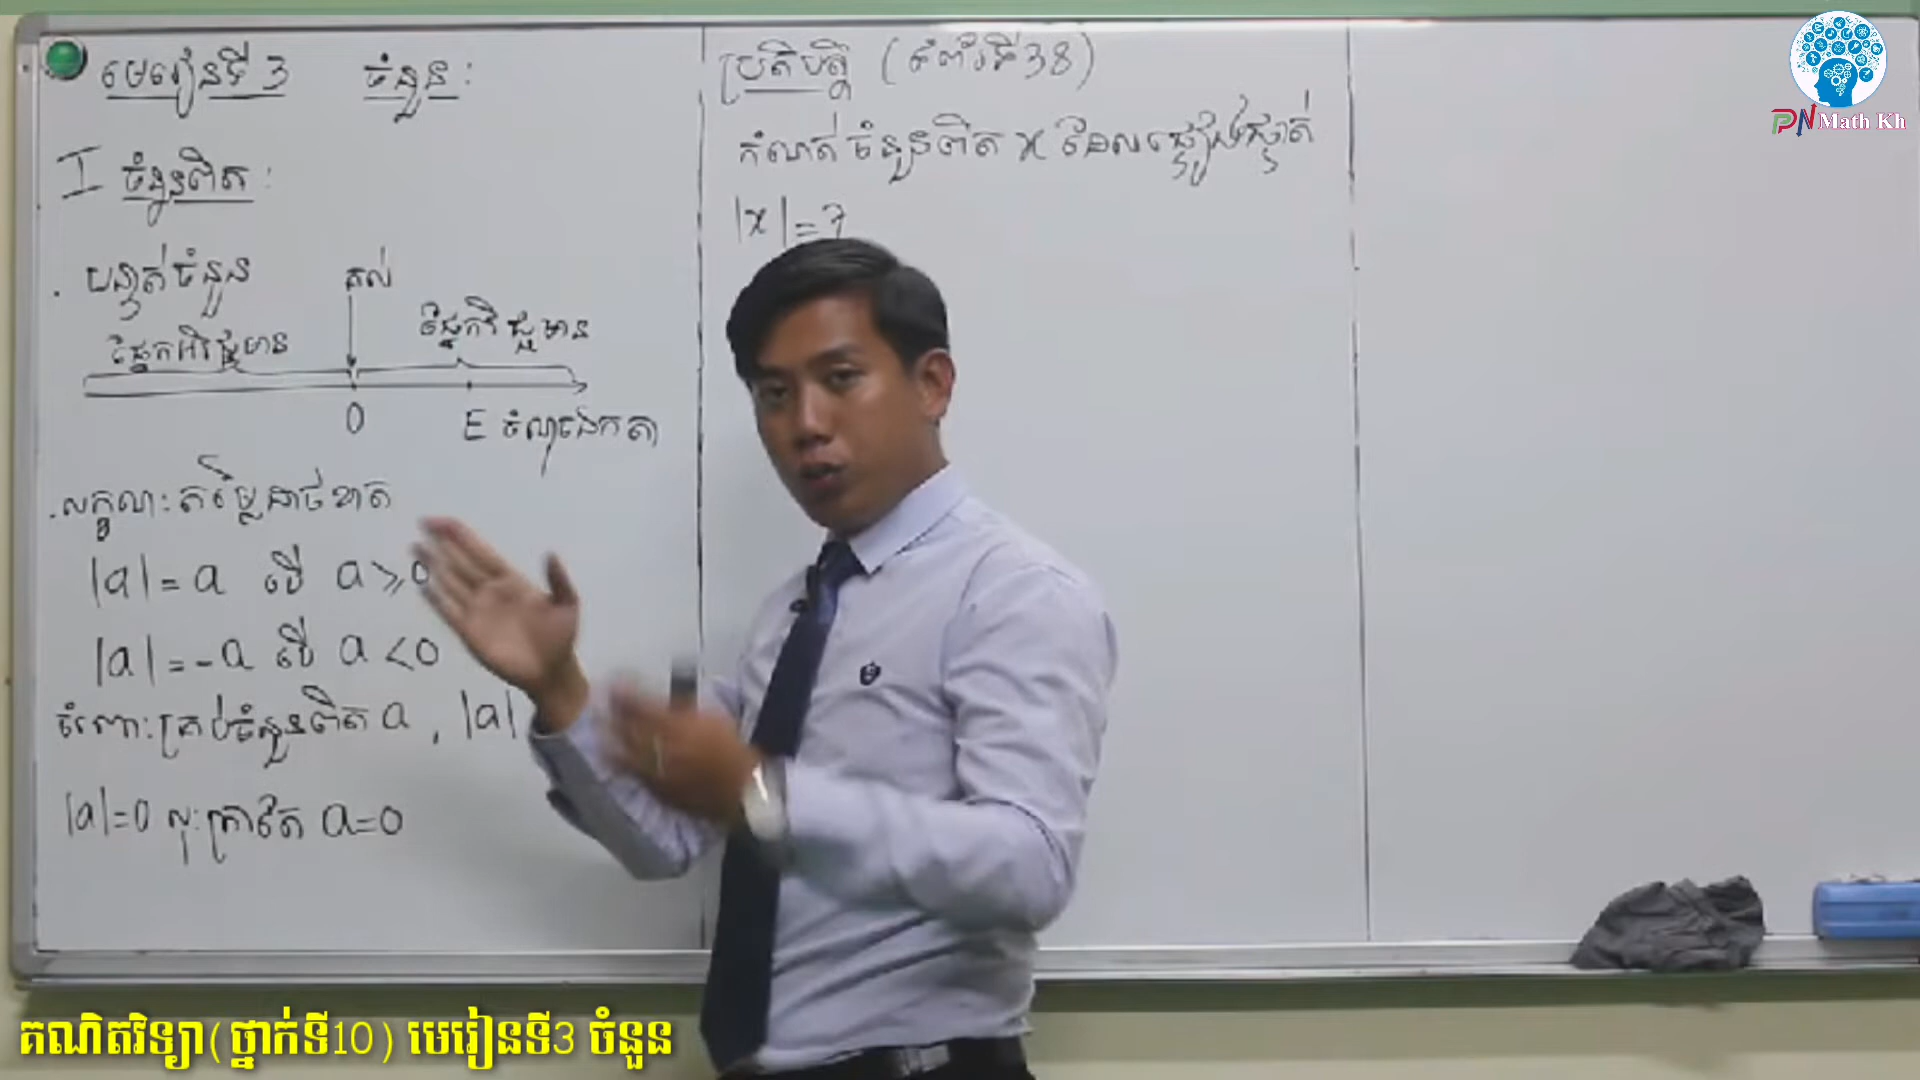 មេរៀនទី 3 ចំនួន :
I ចំនួនពិត :
. បន្ទាត់ចំនួន
គល់
ផ្នែកអវិជ្ជមាន
ផ្នែកវិជ្ជមាន
0
E ចំណុចឯកតា
. លក្ខណៈតម្លៃដាច់ខាត
|a| = a បើ a ≥ 0
|a| = -a បើ a < 0
ចំពោះគ្រប់ចំនួនពិត a , |a|
|a|=0 លុះត្រាតែ a=0
ប្រតិបត្តិ (ទំព័រទី38)
កំណត់ចំនួនពិត x ដែលផ្ទៀងផ្ទាត់
|x| = 7
PN Math Kh
គណិតវិទ្យា(ថ្នាក់ទី10) មេរៀនទី3 ចំនួន